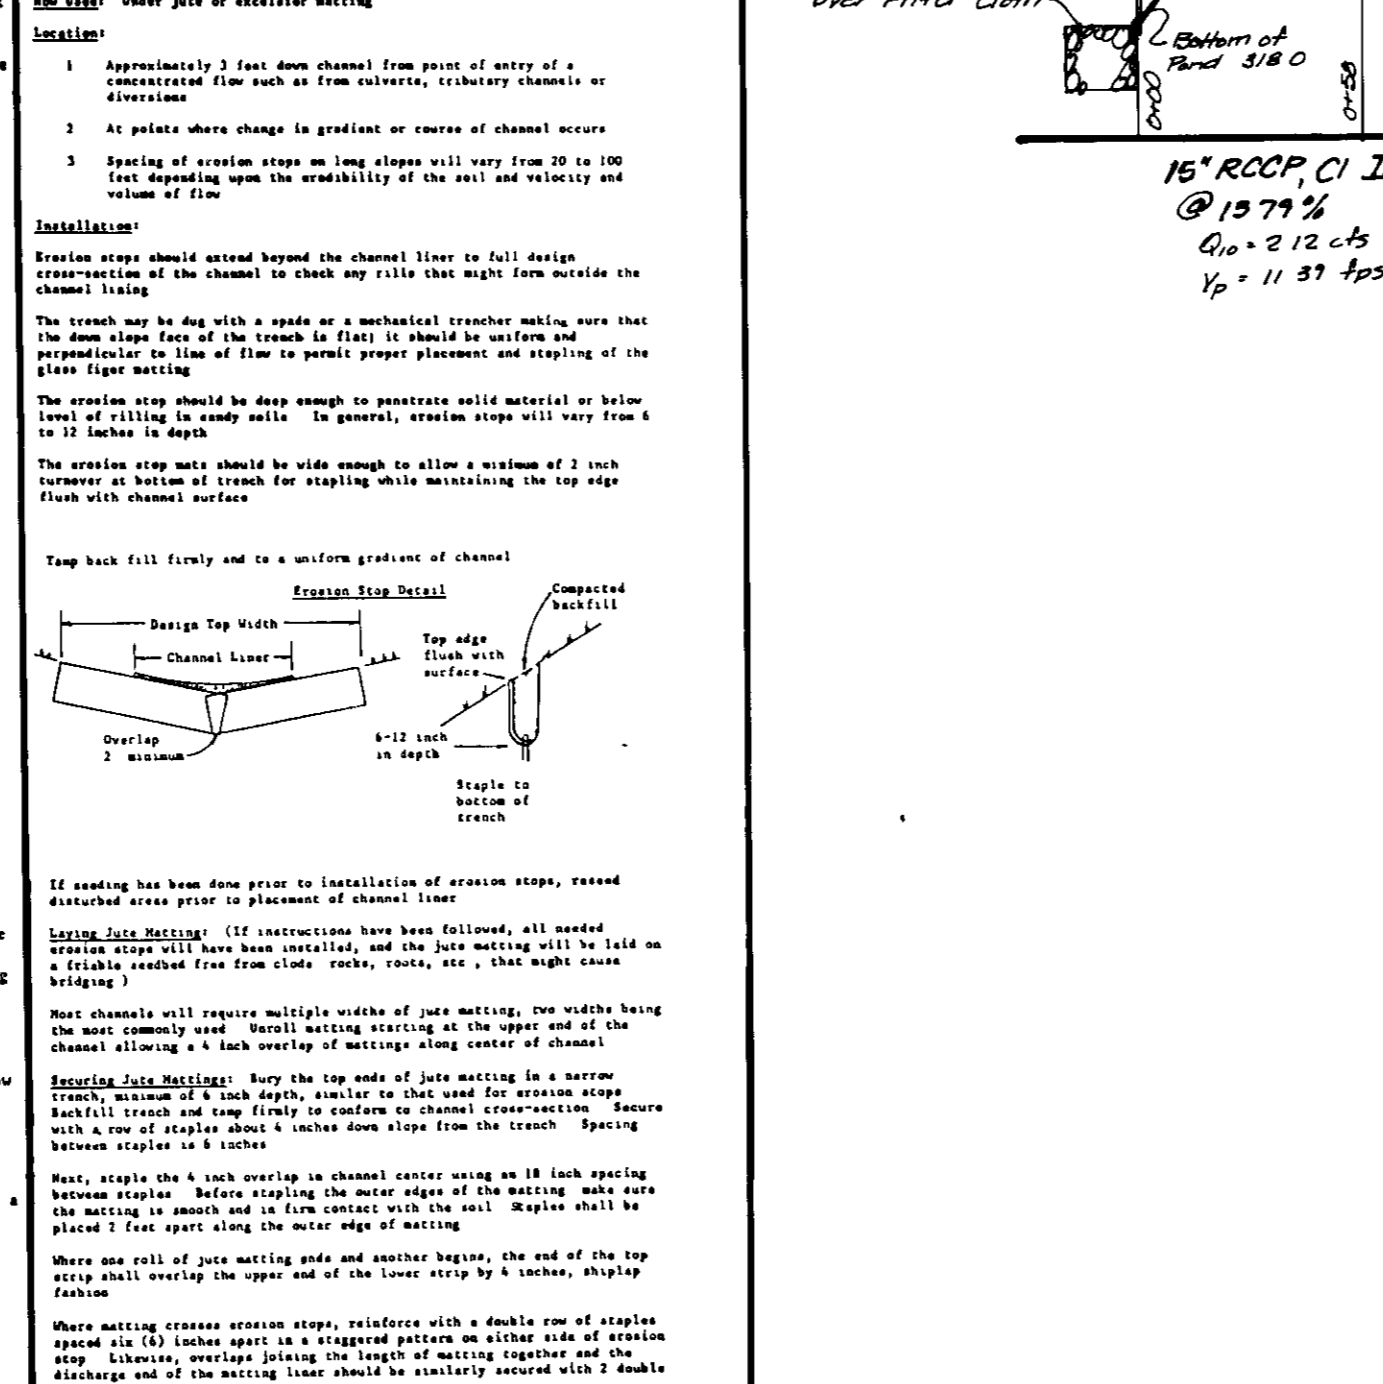 How Used: Under jute or excelsior matting
Location:
1 Approximately 3 feet down channel from point of entry of a
concentrated flow such as from culverts, tributary channels or
diversions
2 At points where change in gradient or course of channel occurs
3 Spacing of erosion stops on long slopes will vary from 20 to 100
feet depending upon the erodibility of the soil and velocity and
volume of flow
Installation:
Erosion stops should extend beyond the channel liner to full design
cross-section of the channel to check any rills that might form outside the
channel lining
The trench may be dug with a spade or a mechanical trencher making sure that
the down slope face of the trench is flat; it should be uniform and
perpendicular to line of flow to permit proper placement and stapling of the
glass figer matting
The erosion stop should be deep enough to penetrate solid material or below
level of rilling in sandy soils In general, erosion stops will vary from 6
to 12 inches in depth
The erosion stop mats should be wide enough to allow a minimum of 2 inch
turnover at bottom of trench for stapling while maintaining the top edge
flush with channel surface
Tamp back fill firmly and to a uniform gradient of channel
Erosion Stop Detail
Compacted
backfill
Design Top Width
Top edge
flush with
surface
Channel Liner
Overlap
2 minimum
6-12 inch
in depth
Staple to
bottom of
trench
If seeding has been done prior to installation of erosion stops, reseed
disturbed areas prior to placement of channel liner
Laying Jute Matting: (If instructions have been followed, all needed
erosion stops will have been installed, and the jute matting will be laid on
a friable seedbed free from clods rocks, roots, etc , that might cause
bridging )
Most channels will require multiple widths of jute matting, two widths being
the most commonly used Unroll matting starting at the upper end of the
channel allowing a 4 inch overlap of mattings along center of channel
Securing Jute Mattings: Bury the top ends of jute matting in a narrow
trench, minimum of 6 inch depth, similar to that used for erosion stops
Backfill trench and tamp firmly to conform to channel cross-section Secure
with a row of staples about 4 inches down slope from the trench Spacing
between staples is 6 inches
Next, staple the 4 inch overlap in channel center using an 18 inch spacing
between staples Before stapling the outer edges of the matting make sure
the matting is smooth and in firm contact with the soil Staples shall be
placed 2 feet apart along the outer edge of matting
Where one roll of jute matting ends and another begins, the end of the top
strip shall overlap the upper end of the lower strip by 4 inches, shiplap
fashion
Where matting crosses erosion stops, reinforce with a double row of staples
spaced six (6) inches apart in a staggered pattern on either side of erosion
stop Likewise, overlaps joining the length of matting together and the
discharge end of the matting liner should be similarly secured with 2 double
over Filter Cloth
Bottom of
Pond 318 0
0+00
0+58
15" RCCP, Cl I
@ 13 79 %
Q10 = 2 12 cfs
Vp = 11 39 fps